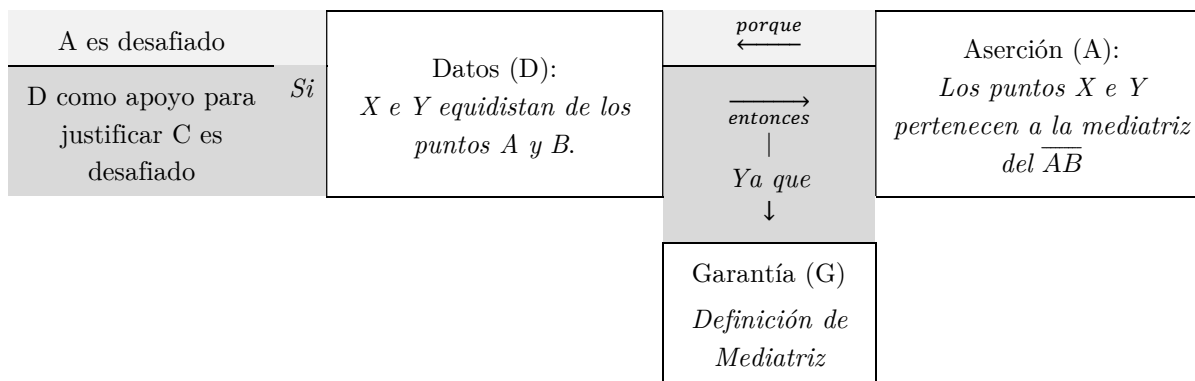 A es desafiado
D como apoyo para
justificar C es
desafiado
Si
Datos (D):
X e Y equidistan de los
puntos A y B.
porque
entonces
Ya que
Aserción (A):
Los puntos X e Y
pertenecen a la mediatriz
del AB
Garantía (G)
Definición de
Mediatriz